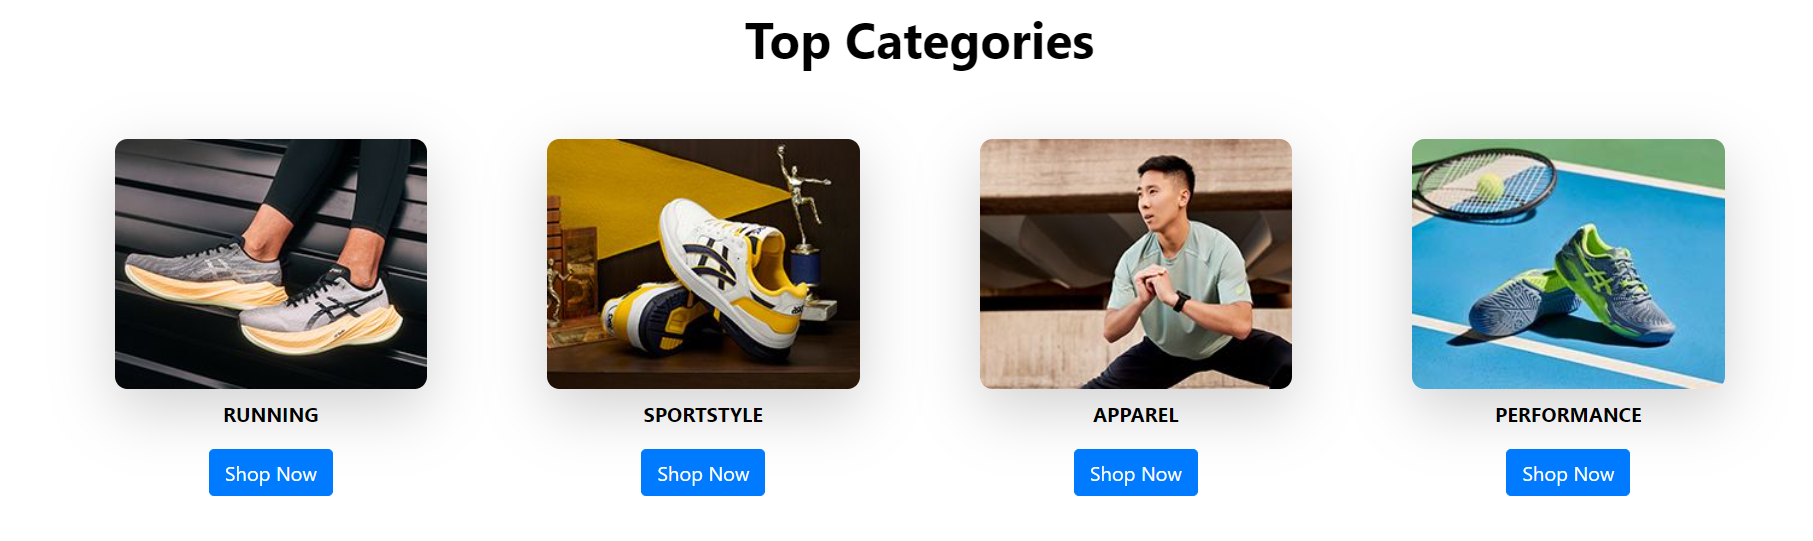 Top Categories
RUNNING
SPORTSTYLE
APPAREL
PERFORMANCE
Shop Now
Shop Now
Shop Now
Shop Now